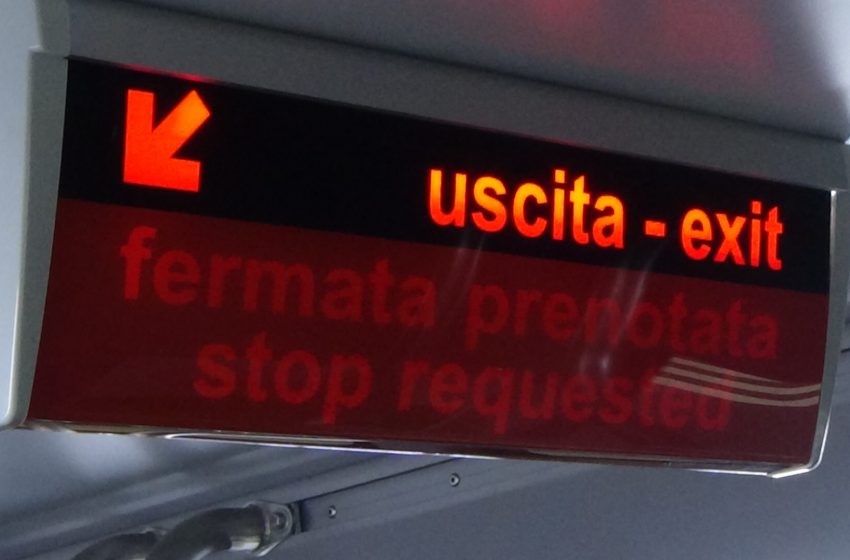 uscita - exit
fermata prenotata
stop requested